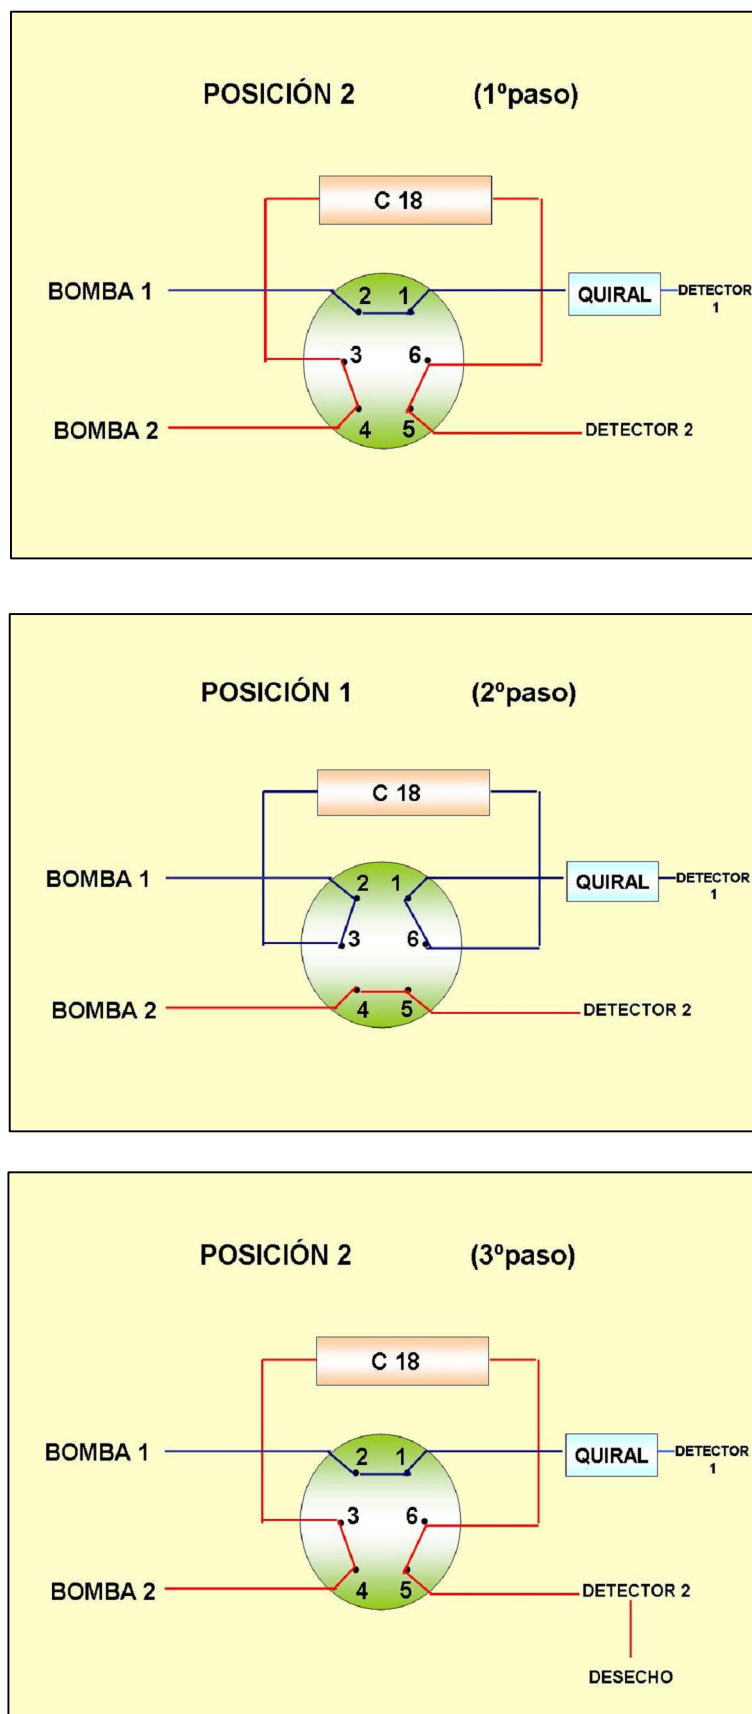 POSICIÓN 2 (1ºpaso)
C 18
BOMBA 1
2 1
QUIRAL
DETECTOR
1
3 6
BOMBA 2
4 5
DETECTOR 2
POSICIÓN 1 (2ºpaso)
C 18
BOMBA 1
2 1
QUIRAL
DETECTOR
1
3 6
BOMBA 2
4 5
DETECTOR 2
POSICIÓN 2 (3ºpaso)
C 18
BOMBA 1
2 1
QUIRAL
DETECTOR
1
3 6
BOMBA 2
4 5
DETECTOR 2
DESECHO